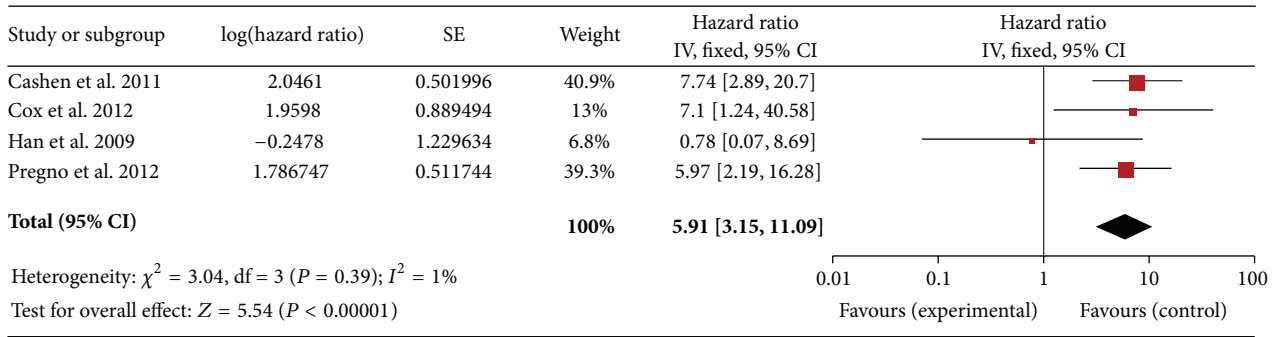 Study or subgroup log(hazard ratio) SE Weight Hazard ratio Hazard ratio
IV, fixed, 95% CI IV, fixed, 95% CI
Cashen et al. 2011 2.0461 0.501996 40.9% 7.74 [2.89, 20.7]
Cox et al. 2012 1.9598 0.889494 13% 7.1 [1.24, 40.58]
Han et al. 2009 −0.2478 1.229634 6.8% 0.78 [0.07, 8.69]
Pregno et al. 2012 1.786747 0.511744 39.3% 5.97 [2.19, 16.28]
Total (95% CI) 100% 5.91 [3.15, 11.09]
Heterogeneity: χ² = 3.04, df = 3 (P = 0.39); I² = 1%
Test for overall effect: Z = 5.54 (P < 0.00001)
0.01 0.1 1 10 100
Favours (experimental) Favours (control)